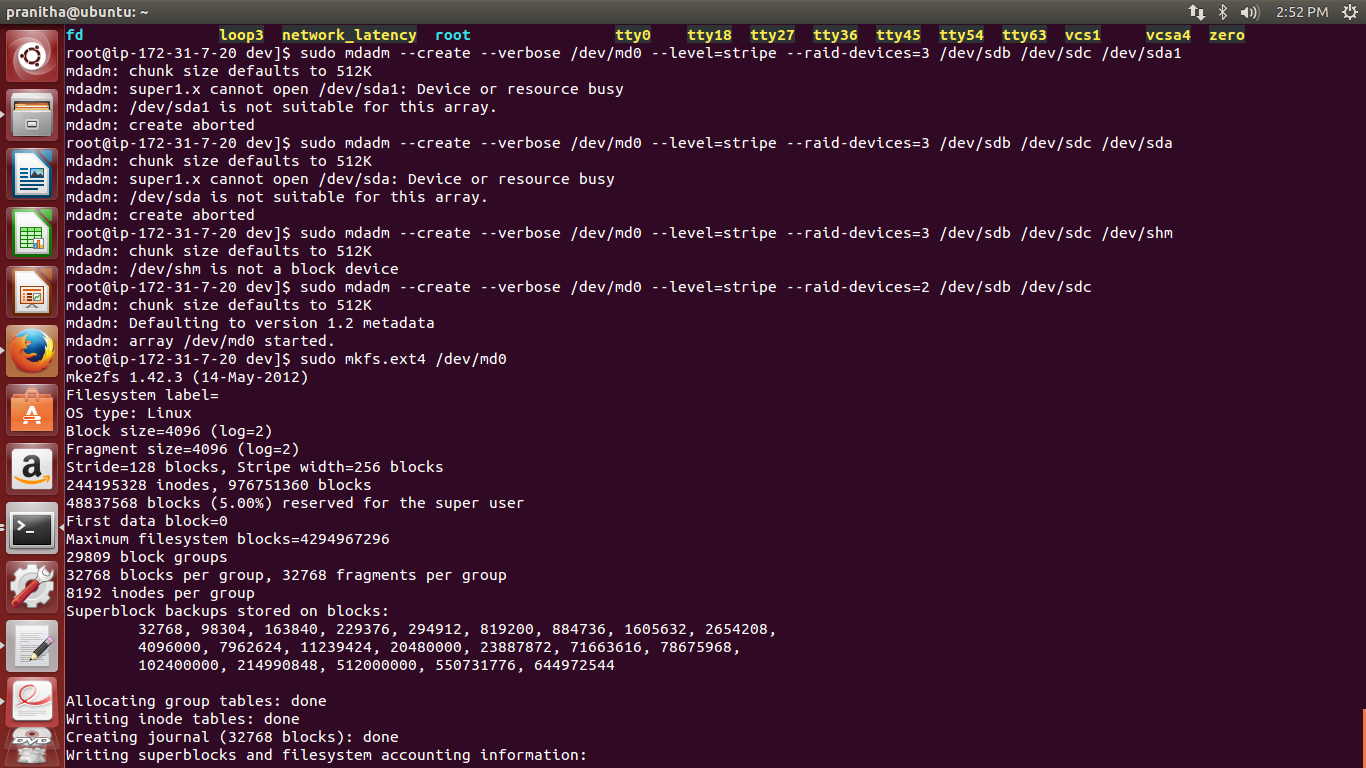 pranitha@ubuntu: ~
2:52 PM
fd loop3 network_latency root tty0 tty18 tty27 tty36 tty45 tty54 tty63 vcs1 vcsa4 zero
root@ip-172-31-7-20 dev]$ sudo mdadm --create --verbose /dev/md0 --level=stripe --raid-devices=3 /dev/sdb /dev/sdc /dev/sda1
mdadm: chunk size defaults to 512K
mdadm: super1.x cannot open /dev/sda1: Device or resource busy
mdadm: /dev/sda1 is not suitable for this array.
mdadm: create aborted
root@ip-172-31-7-20 dev]$ sudo mdadm --create --verbose /dev/md0 --level=stripe --raid-devices=3 /dev/sdb /dev/sdc /dev/sda
mdadm: chunk size defaults to 512K
mdadm: super1.x cannot open /dev/sda: Device or resource busy
mdadm: /dev/sda is not suitable for this array.
mdadm: create aborted
root@ip-172-31-7-20 dev]$ sudo mdadm --create --verbose /dev/md0 --level=stripe --raid-devices=3 /dev/sdb /dev/sdc /dev/shm
mdadm: chunk size defaults to 512K
mdadm: /dev/shm is not a block device
root@ip-172-31-7-20 dev]$ sudo mdadm --create --verbose /dev/md0 --level=stripe --raid-devices=2 /dev/sdb /dev/sdc
mdadm: chunk size defaults to 512K
mdadm: Defaulting to version 1.2 metadata
mdadm: array /dev/md0 started.
root@ip-172-31-7-20 dev]$ sudo mkfs.ext4 /dev/md0
mke2fs 1.42.3 (14-May-2012)
Filesystem label=
OS type: Linux
Block size=4096 (log=2)
Fragment size=4096 (log=2)
Stride=128 blocks, Stripe width=256 blocks
244195328 inodes, 976751360 blocks
48837568 blocks (5.00%) reserved for the super user
First data block=0
Maximum filesystem blocks=4294967296
29809 block groups
32768 blocks per group, 32768 fragments per group
8192 inodes per group
Superblock backups stored on blocks:
32768, 98304, 163840, 229376, 294912, 819200, 884736, 1605632, 2654208,
4096000, 7962624, 11239424, 20480000, 23887872, 71663616, 78675968,
102400000, 214990848, 512000000, 550731776, 644972544
Allocating group tables: done
Writing inode tables: done
Creating journal (32768 blocks): done
Writing superblocks and filesystem accounting information: